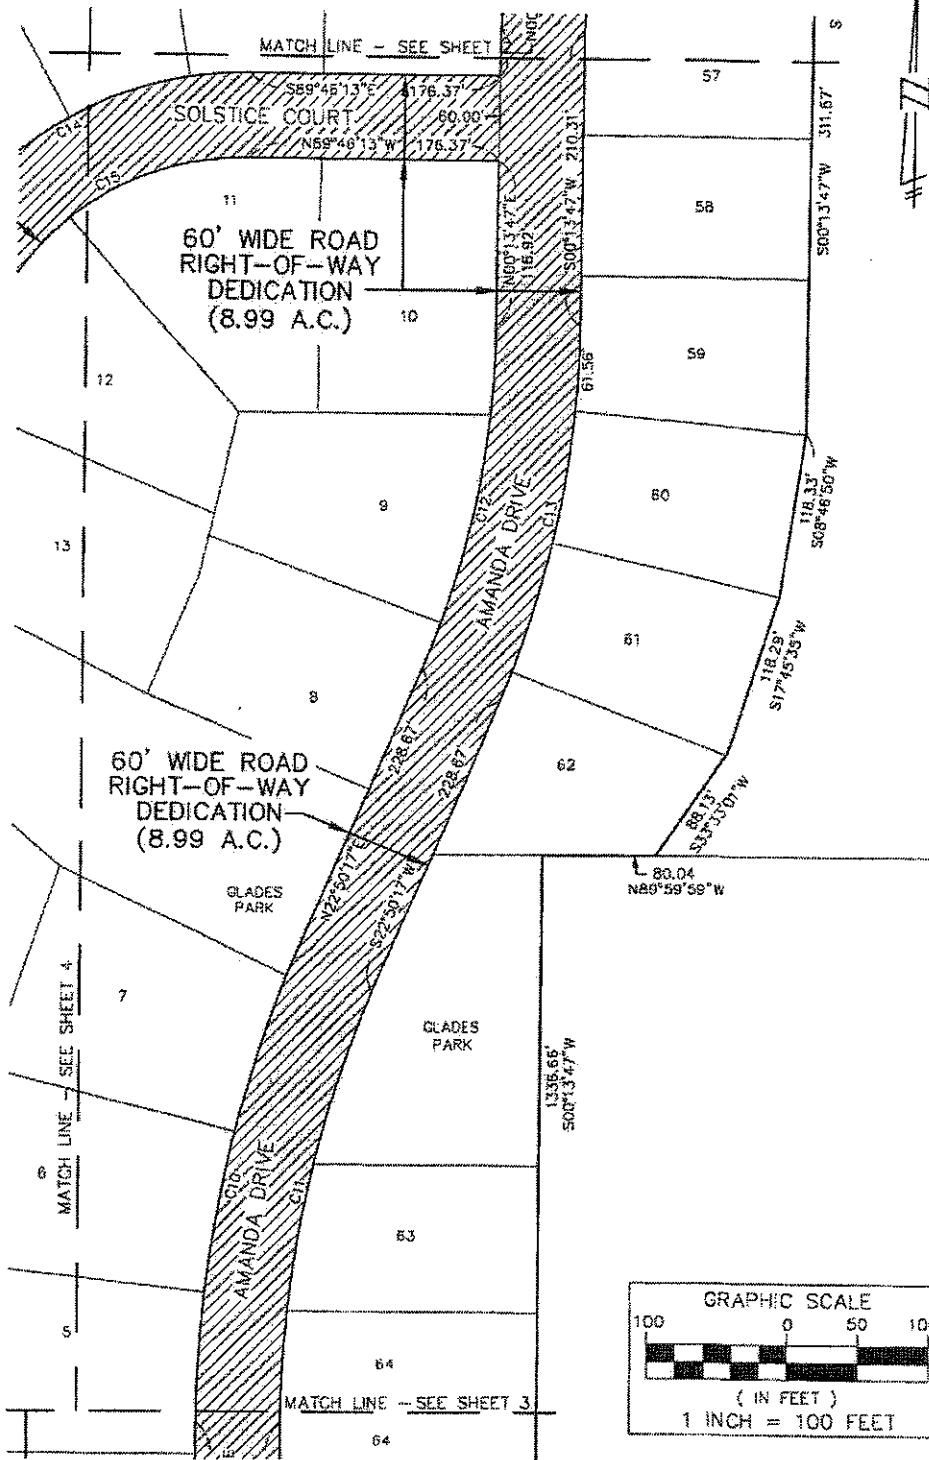 MATCH LINE - SEE SHEET
57
S
S89°46'13"E 176.37'
SOLSTICE COURT
60.00'
N89°46'13"W 176.37'
C14
C15
210.31'
S00°13'47"W
311.67'
S00°13'47"W
11
58
N00°13'47"E
116.92'
60' WIDE ROAD
RIGHT-OF-WAY
DEDICATION
(8.99 A.C.)
10
59
61.56'
12
9
C12
C13
60
118.33'
S08°46'50"W
AMANDA DRIVE
13
61
118.29'
S17°45'35"W
8
228.67'
228.67'
62
60' WIDE ROAD
RIGHT-OF-WAY
DEDICATION
(8.99 A.C.)
88.13'
S33°33'01"W
80.04
N89°59'59"W
N22°50'17"E
S22°50'17"W
GLADES
PARK
7
GLADES
PARK
1336.66'
S00°13'47"W
MATCH LINE - SEE SHEET 4
6
C10
AMANDA DRIVE
C11
63
5
64
MATCH LINE - SEE SHEET 3
64
GRAPHIC SCALE
100 0 50 100
( IN FEET )
1 INCH = 100 FEET